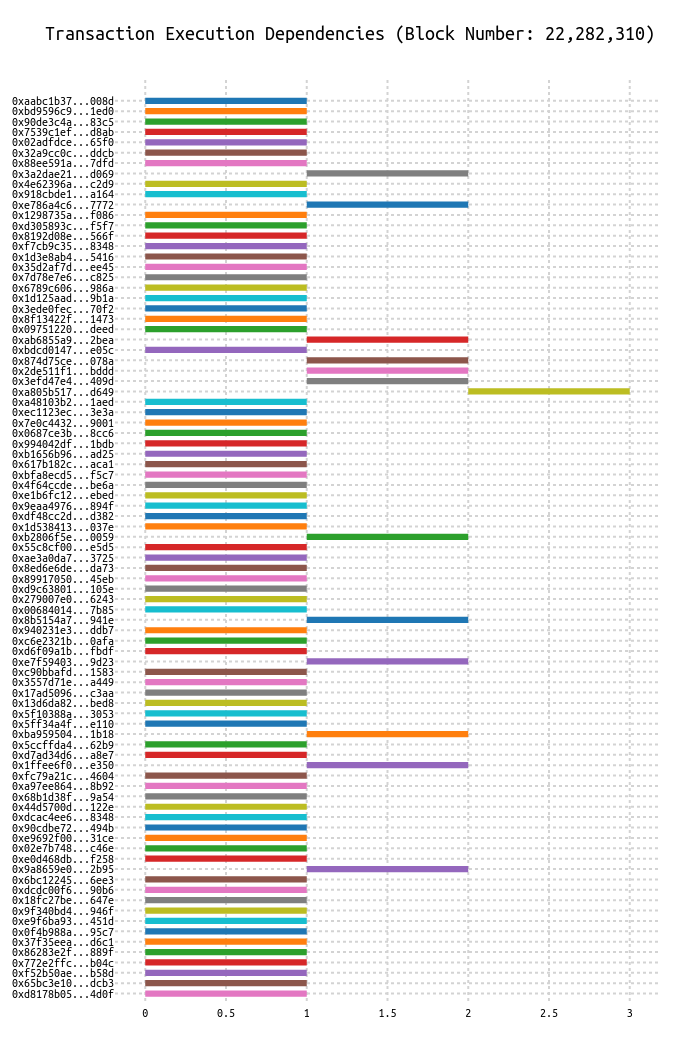 Transaction Execution Dependencies (Block Number: 22,282,310)
0xaabc1b37...008d
0xbd9596c9...1ed0
0x90de3c4a...83c5
0x7539c1ef...d8ab
0x02adfdce...65f0
0x32a9cc0c...ddcb
0x88ee591a...7dfd
0x3a2dae21...d069
0x4e62396a...c2d9
0x918cbde1...a164
0xe786a4c6...7772
0x1298735a...f086
0xd305893c...f5f7
0x8192d08e...566f
0xf7cb9c35...8348
0x1d3e8ab4...5416
0x35d2af7d...ee45
0x7d78e7e6...c825
0x6789c606...986a
0x1d125aad...9b1a
0x3ede0fec...70f2
0x8f13422f...1473
0x09751220...deed
0xab6855a9...2bea
0xbdcd0147...e05c
0x874d75ce...078a
0x2de511f1...bddd
0x3efd47e4...409d
0xa805b517...d649
0xa48103b2...1aed
0xec1123ec...3e3a
0x7e0c4432...9001
0x0687ce3b...8cc6
0x994042df...1bdb
0xb1656b96...ad25
0x617b182c...aca1
0xbfa8ecd5...f5c7
0x4f64ccde...be6a
0xe1b6fc12...ebed
0x9eaa4976...894f
0xdf48cc2d...d382
0x1d538413...037e
0xb2806f5e...0059
0x55c8cf00...e5d5
0xae3a0da7...3725
0x8ed6e6de...da73
0x89917050...45eb
0xd9c63801...105e
0x279007e0...6243
0x00684014...7b85
0x8b5154a7...941e
0x940231e3...ddb7
0xc6e2321b...0afa
0xd6f09a1b...fbdf
0xe7f59403...9d23
0xc90bbafd...1583
0x3557d71e...a449
0x17ad5096...c3aa
0x13d6da82...bed8
0x5f10388a...3053
0x5ff34a4f...e110
0xba959504...1b18
0x5ccffda4...62b9
0xd7ad34d6...a8e7
0x1ffee6f0...e350
0xfc79a21c...4604
0xa97ee864...8b92
0x68b1d38f...9a54
0x44d5700d...122e
0xdcac4ee6...8348
0x90cdbe72...494b
0xe9692f00...31ce
0x02e7b748...c46e
0xe0d468db...f258
0x9a8659e0...2b95
0x6bc12245...6ee3
0xdcdc00f6...90b6
0x18fc27be...647e
0x9f340bd4...946f
0xe9f6ba93...451d
0x0f4b988a...95c7
0x37f35eea...d6c1
0x86283e2f...889f
0x772e2ffc...b04c
0xf52b50ae...b58d
0x65bc3e10...dcb3
0xd8178b05...4d0f
0 0.5 1 1.5 2 2.5 3